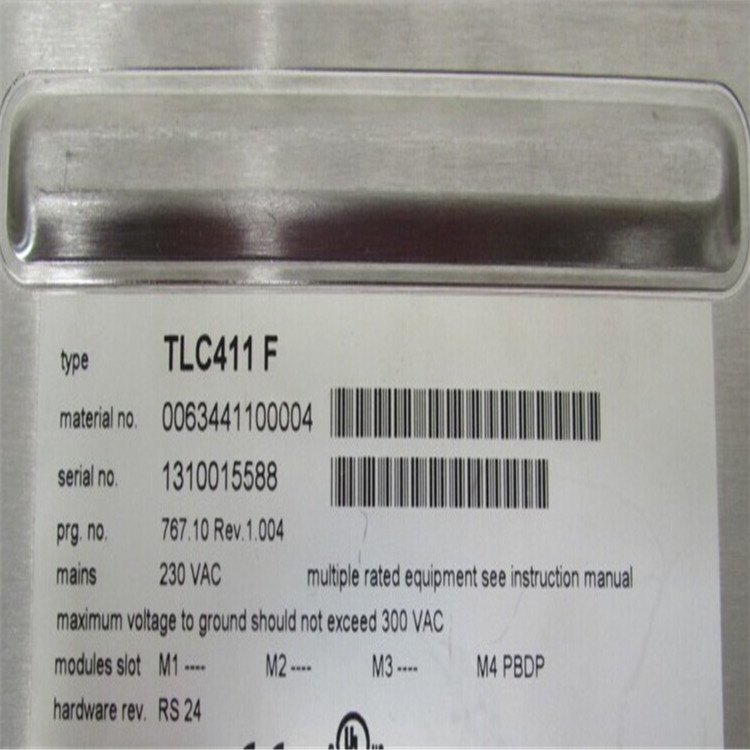 type TLC411 F
material no. 0063441100004
serial no. 1310015588
prg. no. 767.10 Rev.1.004
mains 230 VAC multiple rated equipment see instruction manual
maximum voltage to ground should not exceed 300 VAC
modules slot M1 ---- M2 ---- M3 ---- M4 PBDP
hardware rev. RS 24